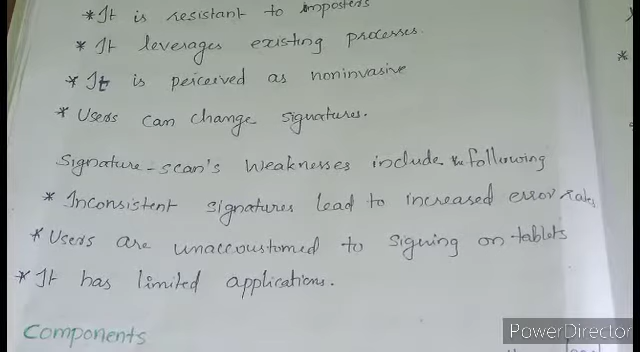 * It is resistant to imposters
* It leverages existing processes.
* It is perceived as noninvasive
* Users can change signatures.
Signature-scan's weaknesses include the following
* Inconsistent signatures lead to increased error rates
* Users are unaccoustomed to signing on tablets
* It has limited applications.
Components
PowerDirector